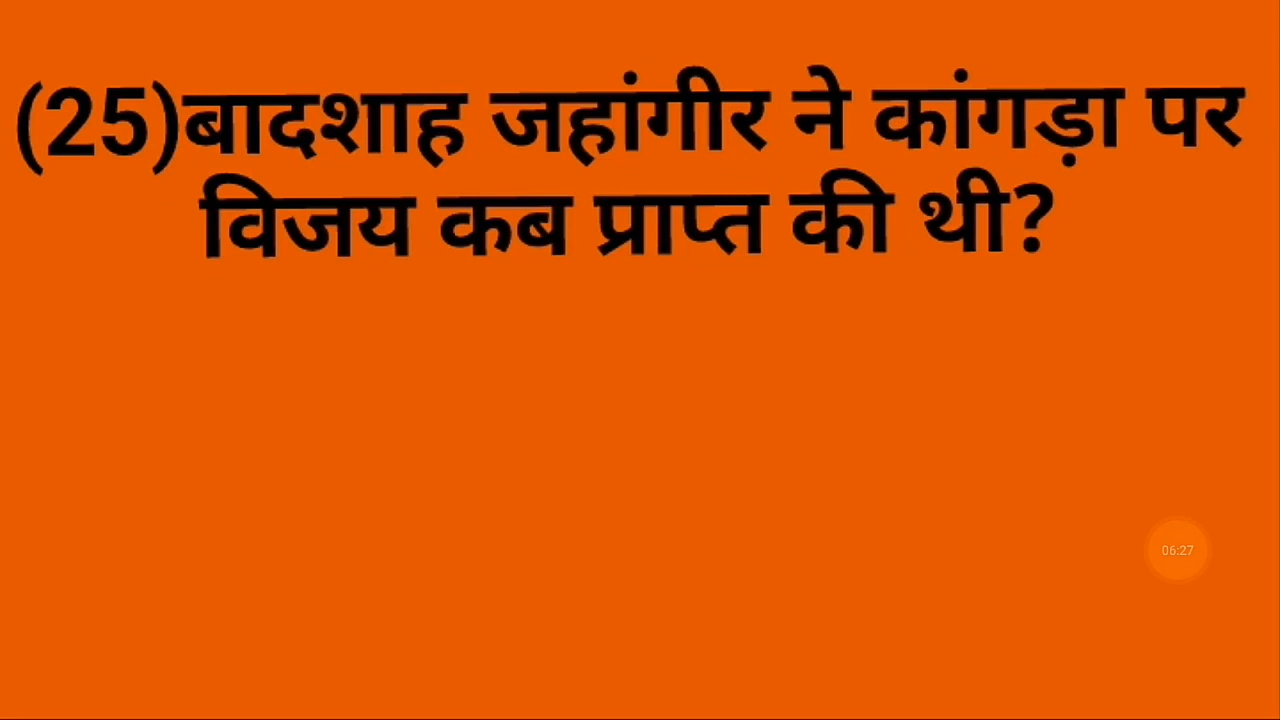 (25)बादशाह जहांगीर ने कांगड़ा पर
विजय कब प्राप्त की थी?
06:27